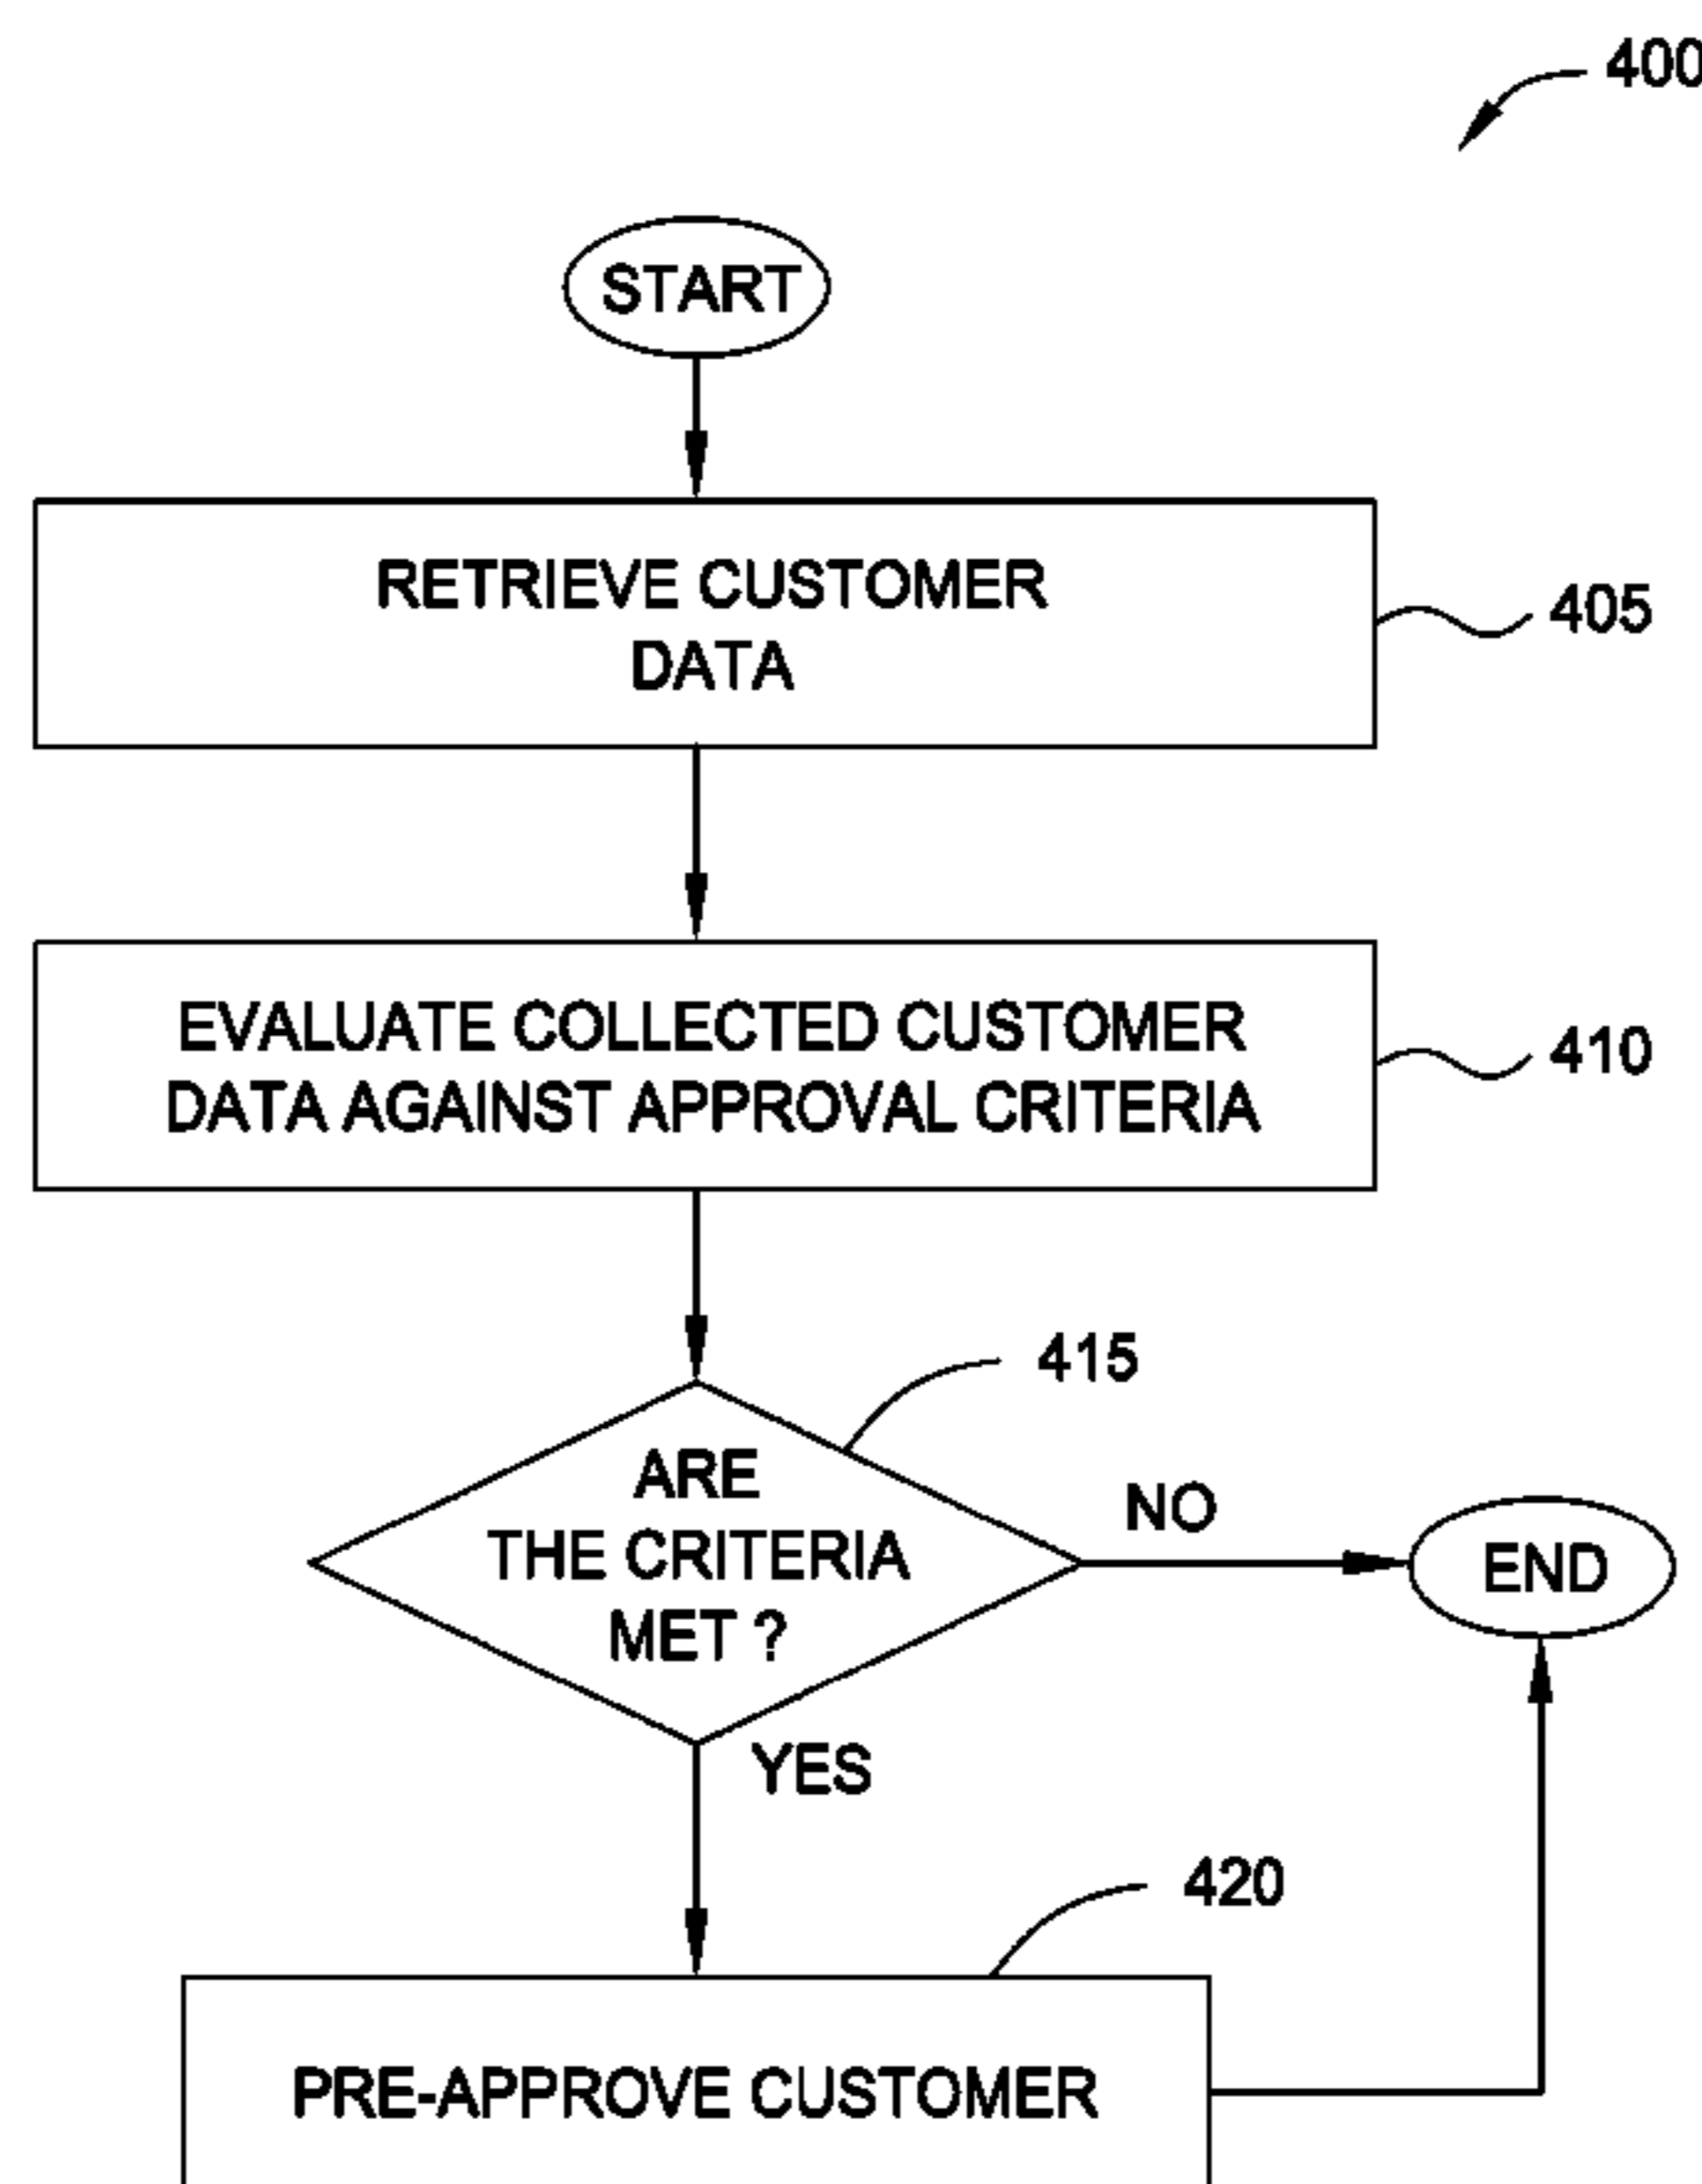 400
START
RETRIEVE CUSTOMER
DATA
405
EVALUATE COLLECTED CUSTOMER
DATA AGAINST APPROVAL CRITERIA
410
415
ARE
THE CRITERIA
MET ?
NO
END
YES
420
PRE-APPROVE CUSTOMER